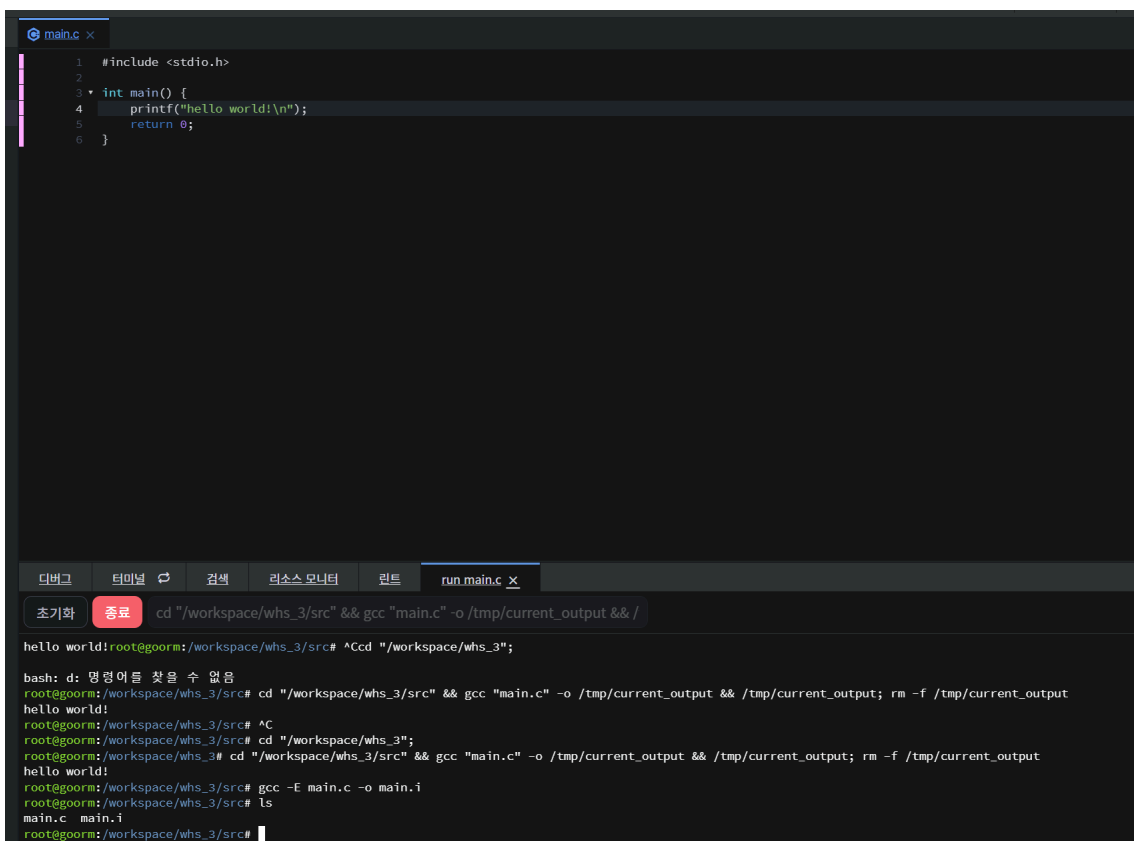 main.c ×
1 #include <stdio.h>
2
3 int main() {
4     printf("hello world!\n");
5     return 0;
6 }
디버그 터미널 검색 리소스 모니터 린트 run main.c ×
초기화 종료 cd "/workspace/whs_3/src" && gcc "main.c" -o /tmp/current_output && /
hello world!root@goorm:/workspace/whs_3/src# ^Ccd "/workspace/whs_3";
bash: d: 명령어를 찾을 수 없음
root@goorm:/workspace/whs_3/src# cd "/workspace/whs_3/src" && gcc "main.c" -o /tmp/current_output && /tmp/current_output; rm -f /tmp/current_output
hello world!
root@goorm:/workspace/whs_3/src# ^C
root@goorm:/workspace/whs_3/src# cd "/workspace/whs_3";
root@goorm:/workspace/whs_3# cd "/workspace/whs_3/src" && gcc "main.c" -o /tmp/current_output && /tmp/current_output; rm -f /tmp/current_output
hello world!
root@goorm:/workspace/whs_3/src# gcc -E main.c -o main.i
root@goorm:/workspace/whs_3/src# ls
main.c  main.i
root@goorm:/workspace/whs_3/src#